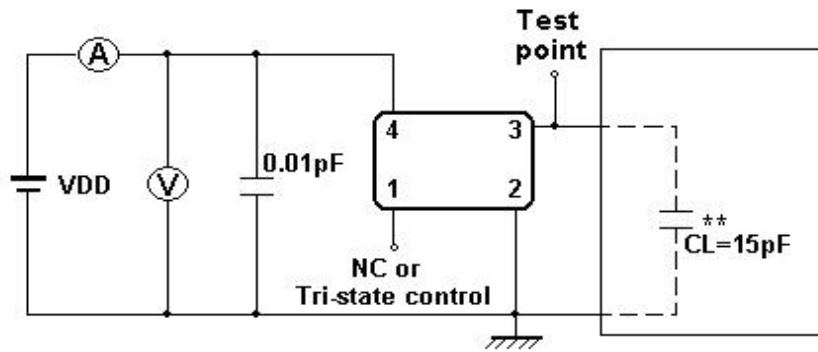 Test
point
A
4
3
0.01pF
VDD
V
1
2
**
CL=15pF
NC or
Tri-state control